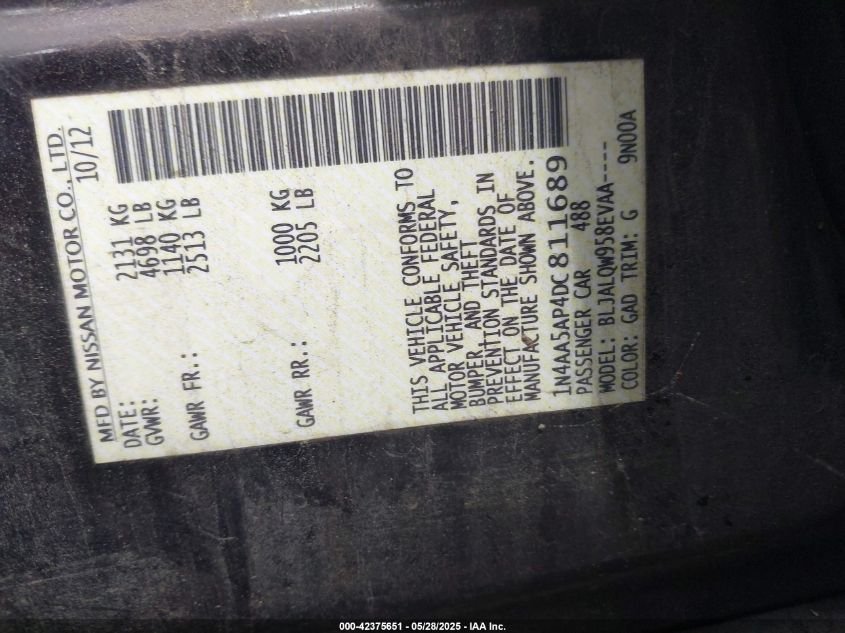 MFD BY NISSAN MOTOR CO., LTD.
DATE: 10/12
GVWR: 2131 KG
4698 LB
GAWR FR.: 1140 KG
2513 LB
GAWR RR.: 1000 KG
2205 LB
THIS VEHICLE CONFORMS TO
ALL APPLICABLE FEDERAL
MOTOR VEHICLE SAFETY,
BUMPER, AND THEFT
PREVENTION STANDARDS IN
EFFECT ON THE DATE OF
MANUFACTURE SHOWN ABOVE.
1N4AA5AP4DC811689
PASSENGER CAR 488
MODEL: BLJALQW958EVAA----
COLOR: GAD TRIM: G 9N00A
000-42375651 - 05/28/2025 - IAA Inc.